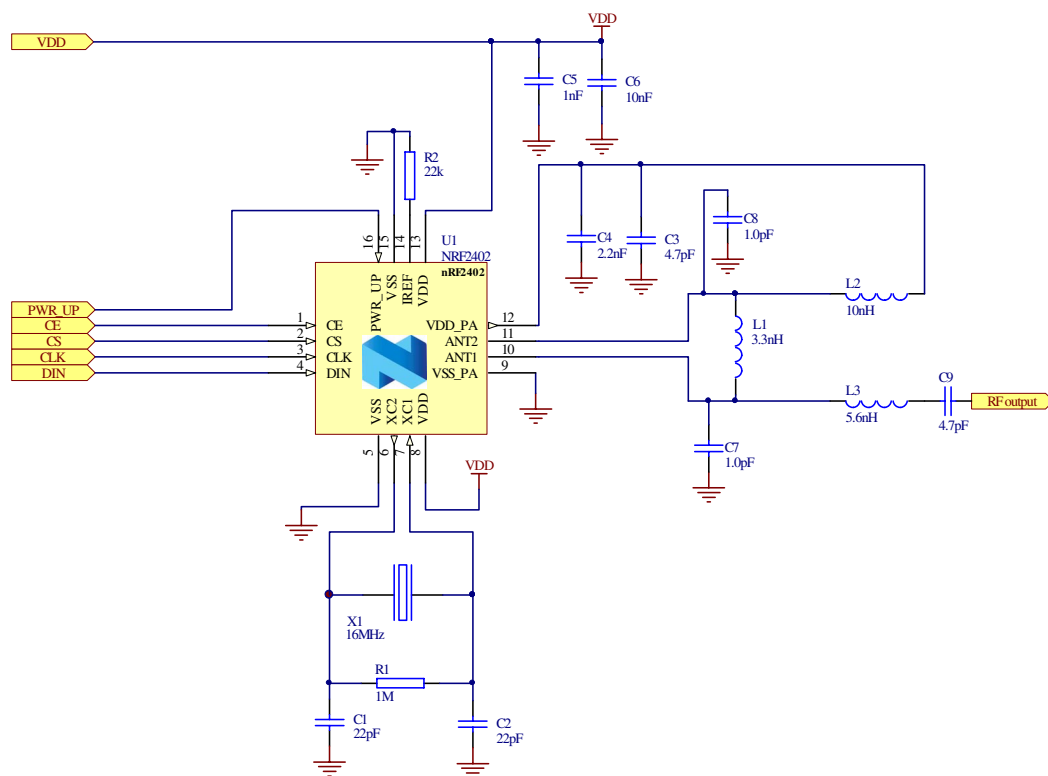 VDD
VDD
C5
1nF
C6
10nF
R2
22k
16
15
14
13
U1
NRF2402
nRF2402
PWR_UP
VSS
IREF
VDD
C4
2.2nF
C3
4.7pF
C8
1.0pF
L2
10nH
L1
3.3nH
PWR_UP
CE
CS
CLK
DIN
1
2
3
4
CE
CS
CLK
DIN
VDD_PA
ANT2
ANT1
VSS_PA
12
11
10
9
L3
5.6nH
C9
4.7pF
RF output
C7
1.0pF
VSS
XC2
XC1
VDD
5
6
7
8
VDD
X1
16MHz
R1
1M
C1
22pF
C2
22pF